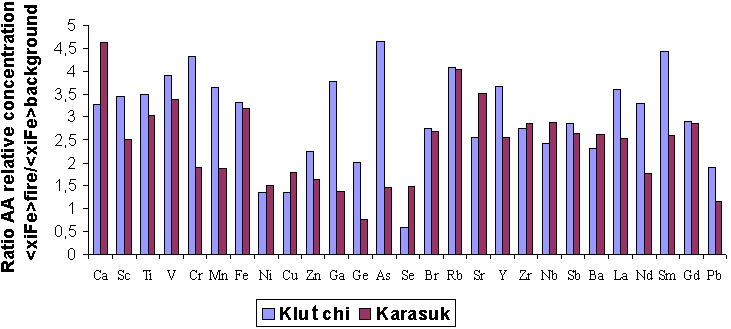 Ratio AA relative concentration
<xiFe>fire/<xiFe>background
5
4,5
4
3,5
3
2,5
2
1,5
1
0,5
0
Ca Sc Ti V Cr Mn Fe Ni Cu Zn Ga Ge As Se Br Rb Sr Y Zr Nb Sb Ba La Nd Sm Gd Pb
Klutchi Karasuk